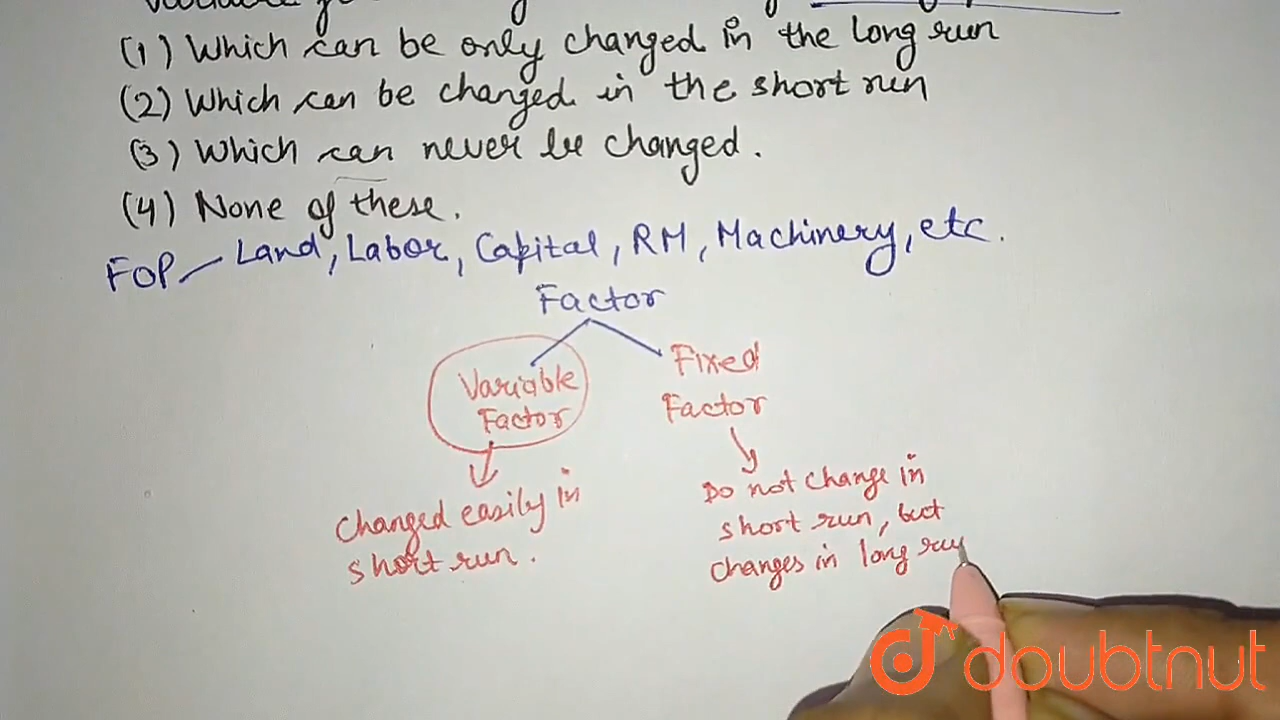 (1) Which can be only changed in the long run
(2) Which can be changed in the short run
(3) Which can never be changed.
(4) None of these.
FOP - Land, Labor, Capital, RM, Machinery, etc.
Factor
Variable
Factor
Fixed
Factor
Changed easily in
short run.
Do not change in
short run, but
changes in long run
doubtnut